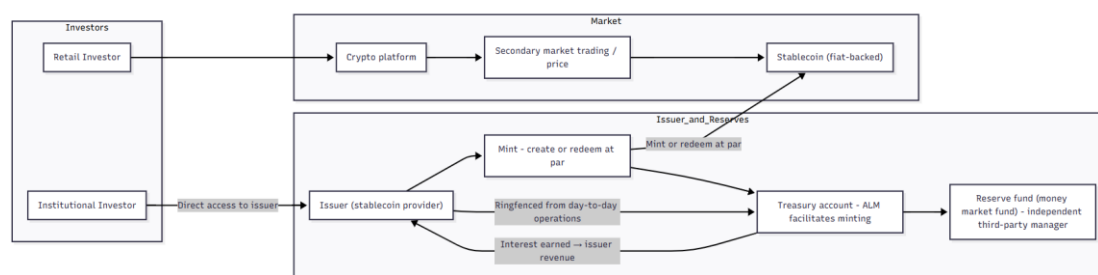 Investors
Market
Retail Investor
Crypto platform
Secondary market trading /
price
Stablecoin (fiat-backed)
Issuer_and_Reserves
Mint - create or redeem at
par
Mint or redeem at par
Institutional Investor
Direct access to issuer
Issuer (stablecoin provider)
Ringfenced from day-to-day
operations
Treasury account - ALM
facilitates minting
Reserve fund (money
market fund) - independent
third-party manager
Interest earned → issuer
revenue